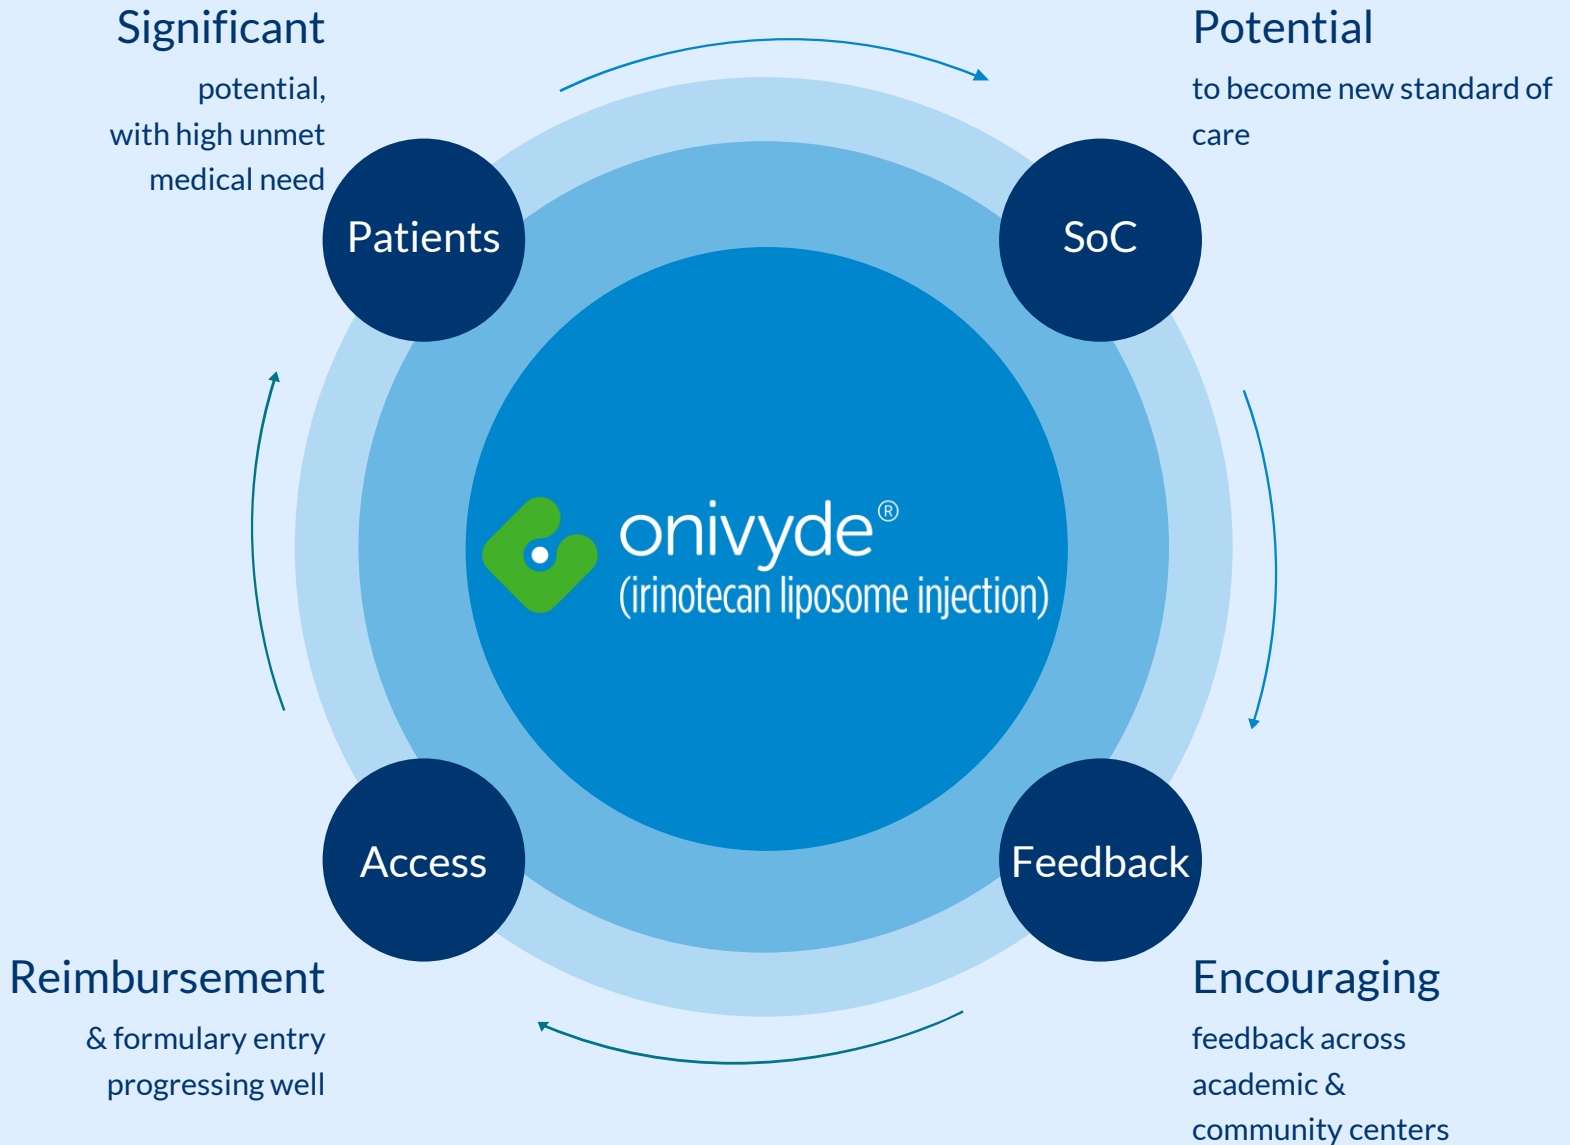 Significant
potential,
with high unmet
medical need
Patients
Potential
to become new standard of
care
SoC
onivyde®
(irinotecan liposome injection)
Access
Reimbursement
& formulary entry
progressing well
Feedback
Encouraging
feedback across
academic &
community centers